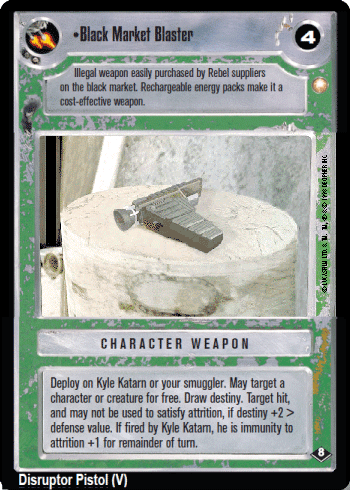 •Black Market Blaster
4
Illegal weapon easily purchased by Rebel suppliers
on the black market. Rechargeable energy packs make it a
cost-effective weapon.
CHARACTER WEAPON
Deploy on Kyle Katarn or your smuggler. May target a
character or creature for free. Draw destiny. Target hit,
and may not be used to satisfy attrition, if destiny +2 >
defense value. If fired by Kyle Katarn, he is immunity to
attrition +1 for remainder of turn.
8
Disruptor Pistol (V)